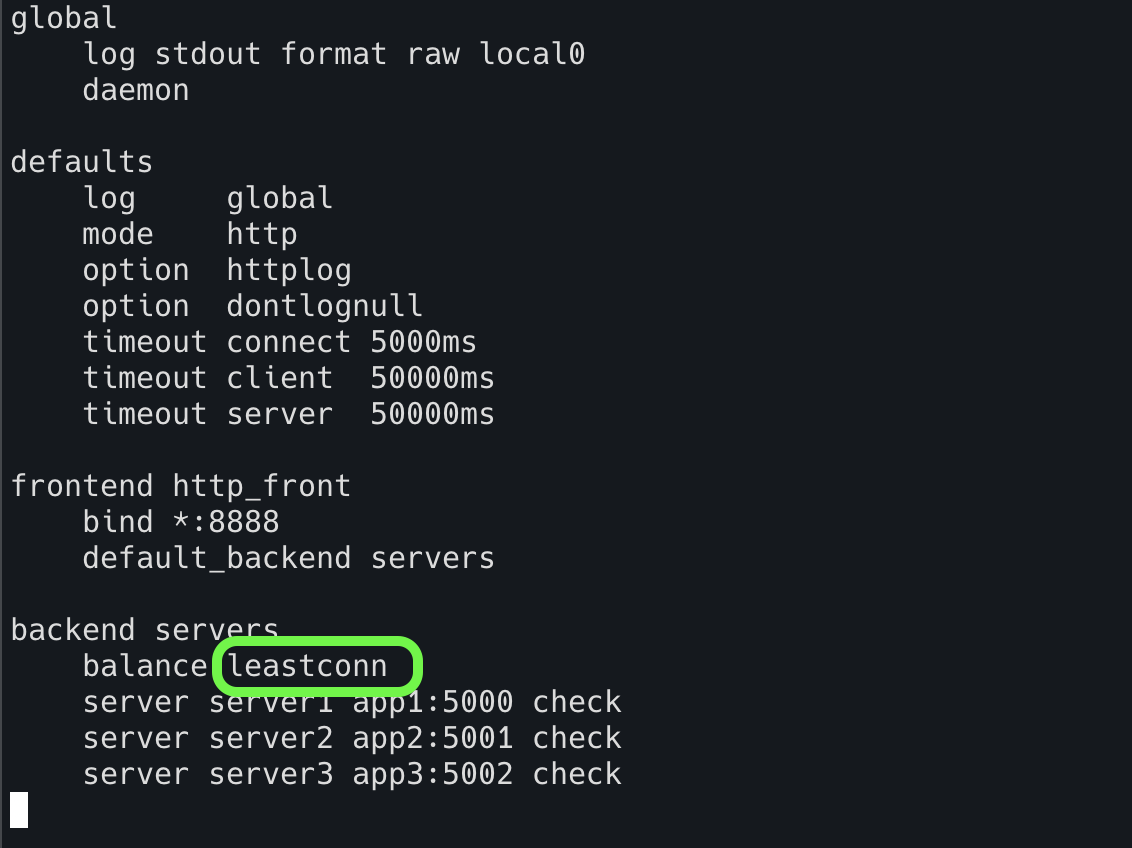 global
    log stdout format raw local0
    daemon

defaults
    log     global
    mode    http
    option  httplog
    option  dontlognull
    timeout connect 5000ms
    timeout client  50000ms
    timeout server  50000ms

frontend http_front
    bind *:8888
    default_backend servers

backend servers
    balance leastconn
    server server1 app1:5000 check
    server server2 app2:5001 check
    server server3 app3:5002 check